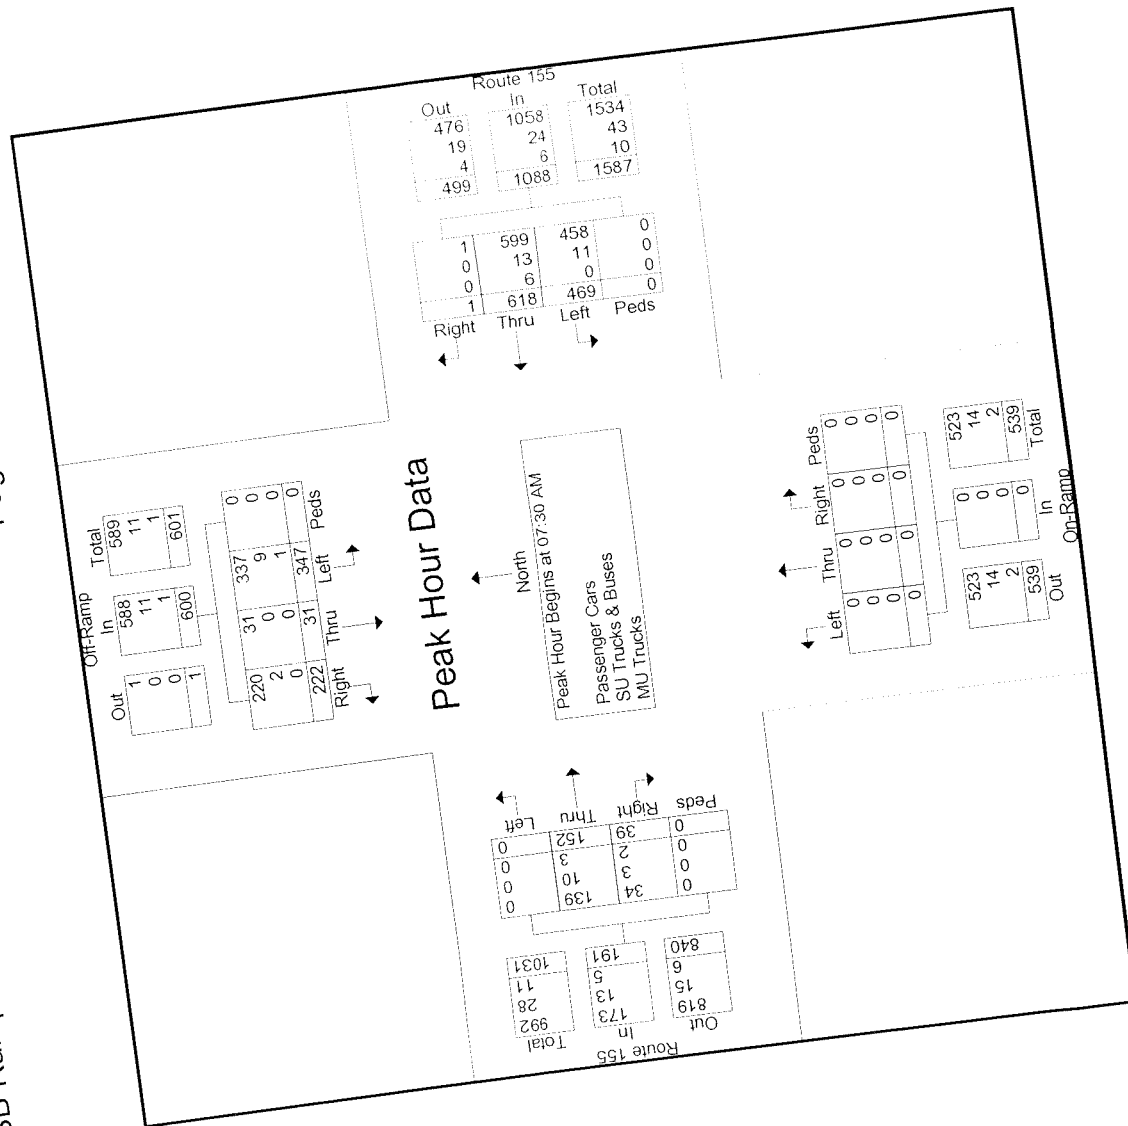 Route 155
Out In Total
476 1058 1534
19 24 43
4 6 10
499 1088 1587
1 599 458 0
0 13 11 0
0 6 0 0
1 618 469 0
Right Thru Left Peds
Off-Ramp
Out In Total
1 588 589
0 11 11
0 1 1
1 600 601
220 31 337 0
2 0 9 0
0 0 1 0
222 31 347 0
Right Thru Left Peds
Peak Hour Data
North
Peak Hour Begins at 07:30 AM
Passenger Cars
SU Trucks & Buses
MU Trucks
Left Thru Right Peds
0 0 0 0
0 0 0 0
0 0 0 0
0 0 0 0
523 0 523
14 0 14
2 0 2
539 0 539
Out In Total
On-Ramp
Left Thru Right Peds
0 152 39 0
0 3 2 0
0 10 3 0
0 139 34 0
1031 191 840
11 5 6
28 13 15
992 173 819
Total In Out
Route 155